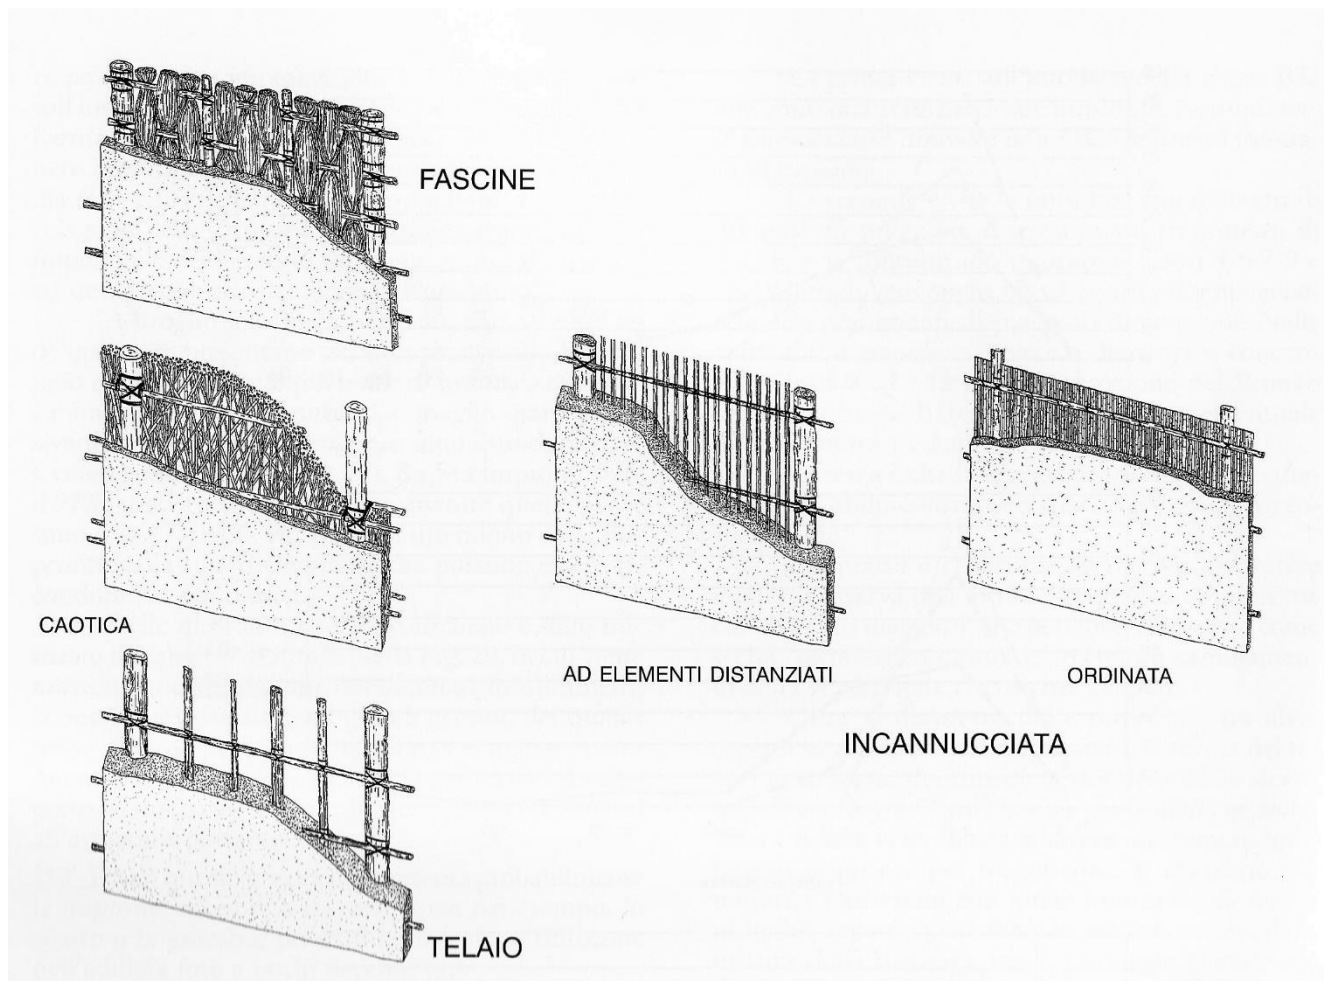 FASCINE
CAOTICA
AD ELEMENTI DISTANZIATI
ORDINATA
INCANNUCCIATA
TELAIO